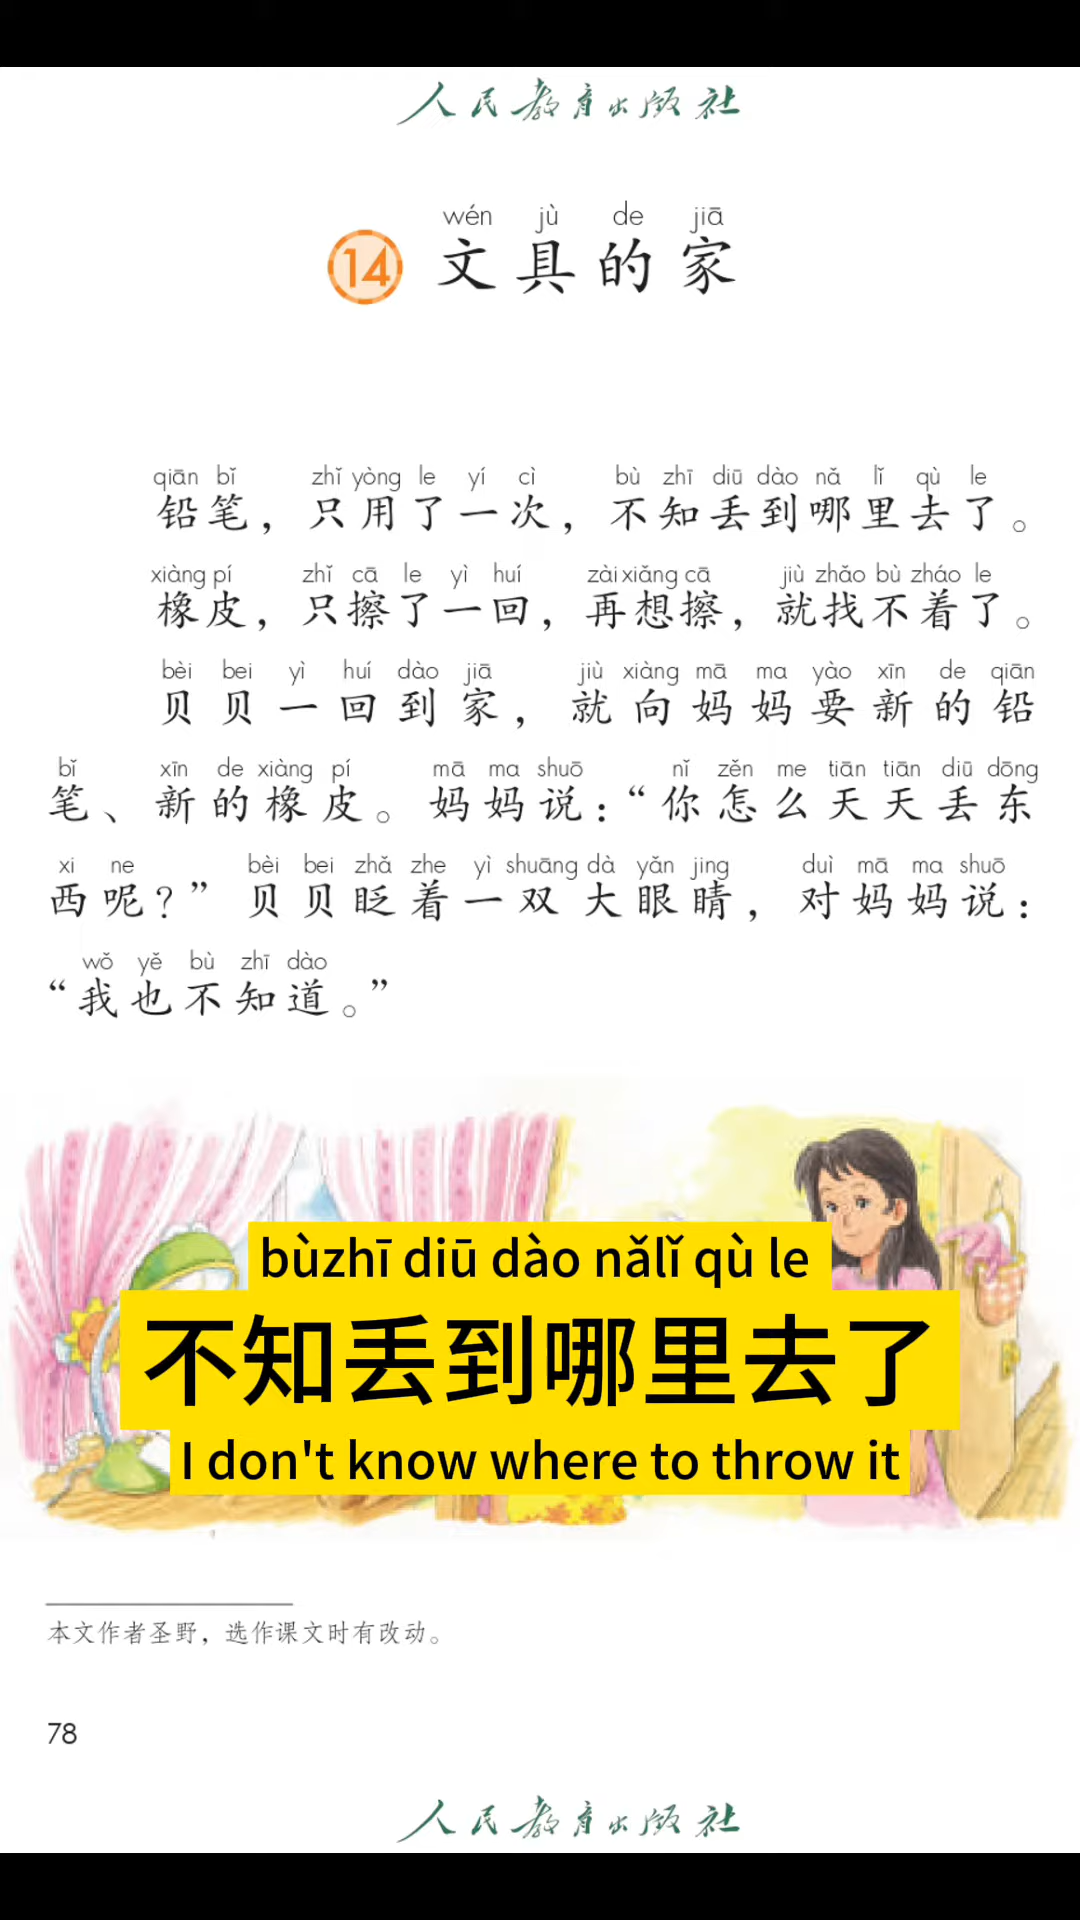 人民教育出版社
wén jù de jiā
14 文具的家
qiān bǐ zhǐ yòng le yí cì bù zhī diū dào nǎ lǐ qù le
铅笔，只用了一次，不知丢到哪里去了。
xiàng pí zhǐ cā le yì huí zài xiǎng cā jiù zhǎo bù zháo le
橡皮，只擦了一回，再想擦，就找不着了。
bèi bei yì huí dào jiā jiù xiàng mā ma yào xīn de qiān
贝贝一回到家，就向妈妈要新的铅
bǐ xīn de xiàng pí mā ma shuō nǐ zěn me tiān tiān diū dōng
笔、新的橡皮。妈妈说：“你怎么天天丢东
xi ne bèi bei zhǎ zhe yì shuāng dà yǎn jing duì mā ma shuō
西呢？”贝贝眨着一双大眼睛，对妈妈说：
wǒ yě bù zhī dào
“我也不知道。”
bùzhī diū dào nǎlǐ qù le
不知丢到哪里去了
I don't know where to throw it
本文作者圣野，选作课文时有改动。
78
人民教育出版社